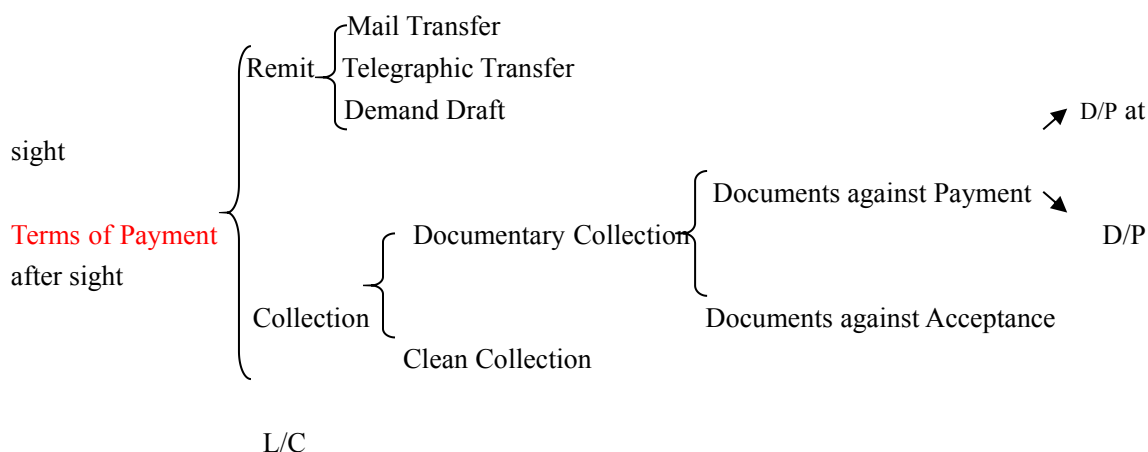 Mail Transfer
Remit Telegraphic Transfer
Demand Draft
D/P at
sight
Documents against Payment
Terms of Payment Documentary Collection D/P
after sight
Collection Documents against Acceptance
Clean Collection
L/C